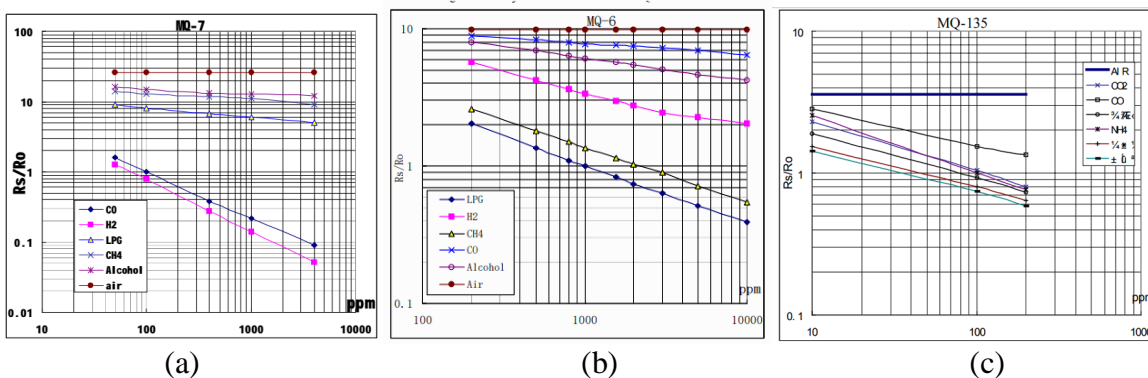 MQ-7
100
10
1
0.1
0.01
Rs/Ro
CO
H2
LPG
CH4
Alcohol
air
ppm
10
100
1000
10000
(a)
MQ-6
10
1
0.1
Rs/Ro
LPG
H2
CH4
CO
Alcohol
Air
ppm
100
1000
10000
(b)
MQ-135
10
1
0.1
Rs/Ro
AIR
CO2
CO
NH4
ppm
10
100
1000
(c)